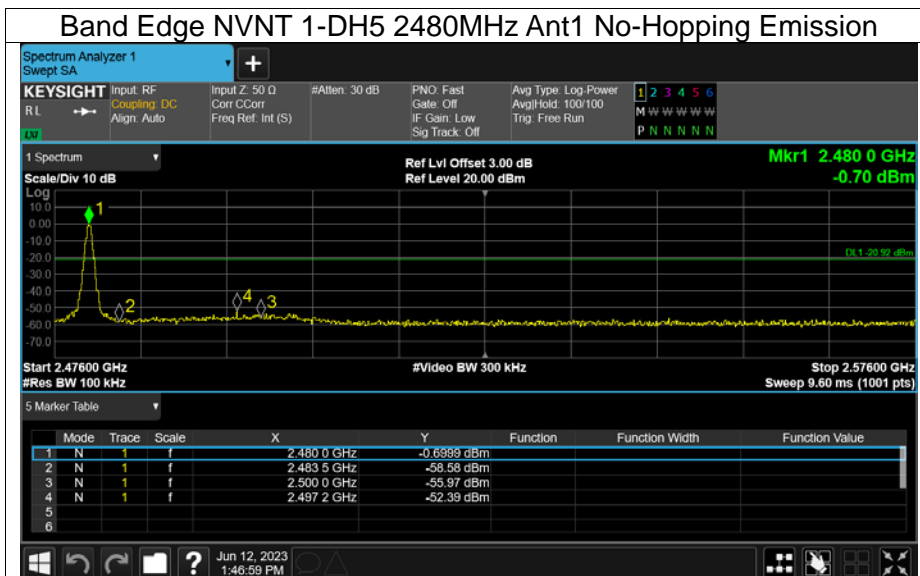 Band Edge NVNT 1-DH5 2480MHz Ant1 No-Hopping Emission
Spectrum Analyzer 1
Swept SA
+
KEYSIGHT Input: RF Input Z: 50 Ω #Atten: 30 dB PNO: Fast Avg Type: Log-Power 1 2 3 4 5 6
RL Coupling: DC Corr CCorr Gate: Off Avg|Hold: 100/100 M W W W W W
Align: Auto Freq Ref: Int (S) IF Gain: Low Trig: Free Run
Sig Track: Off P N N N N N
LXI
1 Spectrum Ref Lvl Offset 3.00 dB Mkr1 2.480 0 GHz
Scale/Div 10 dB Ref Level 20.00 dBm -0.70 dBm
Log
10.0
1
0.00
-10.0
DL1 -20.92 dBm
-20.0
-30.0
-40.0
2 4 3
-50.0
-60.0
-70.0
Start 2.47600 GHz #Video BW 300 kHz Stop 2.57600 GHz
#Res BW 100 kHz Sweep 9.60 ms (1001 pts)
5 Marker Table
Mode Trace Scale X Y Function Function Width Function Value
1 N 1 f 2.480 0 GHz -0.6999 dBm
2 N 1 f 2.483 5 GHz -58.58 dBm
3 N 1 f 2.500 0 GHz -55.97 dBm
4 N 1 f 2.497 2 GHz -52.39 dBm
5
6
? Jun 12, 2023
1:46:59 PM